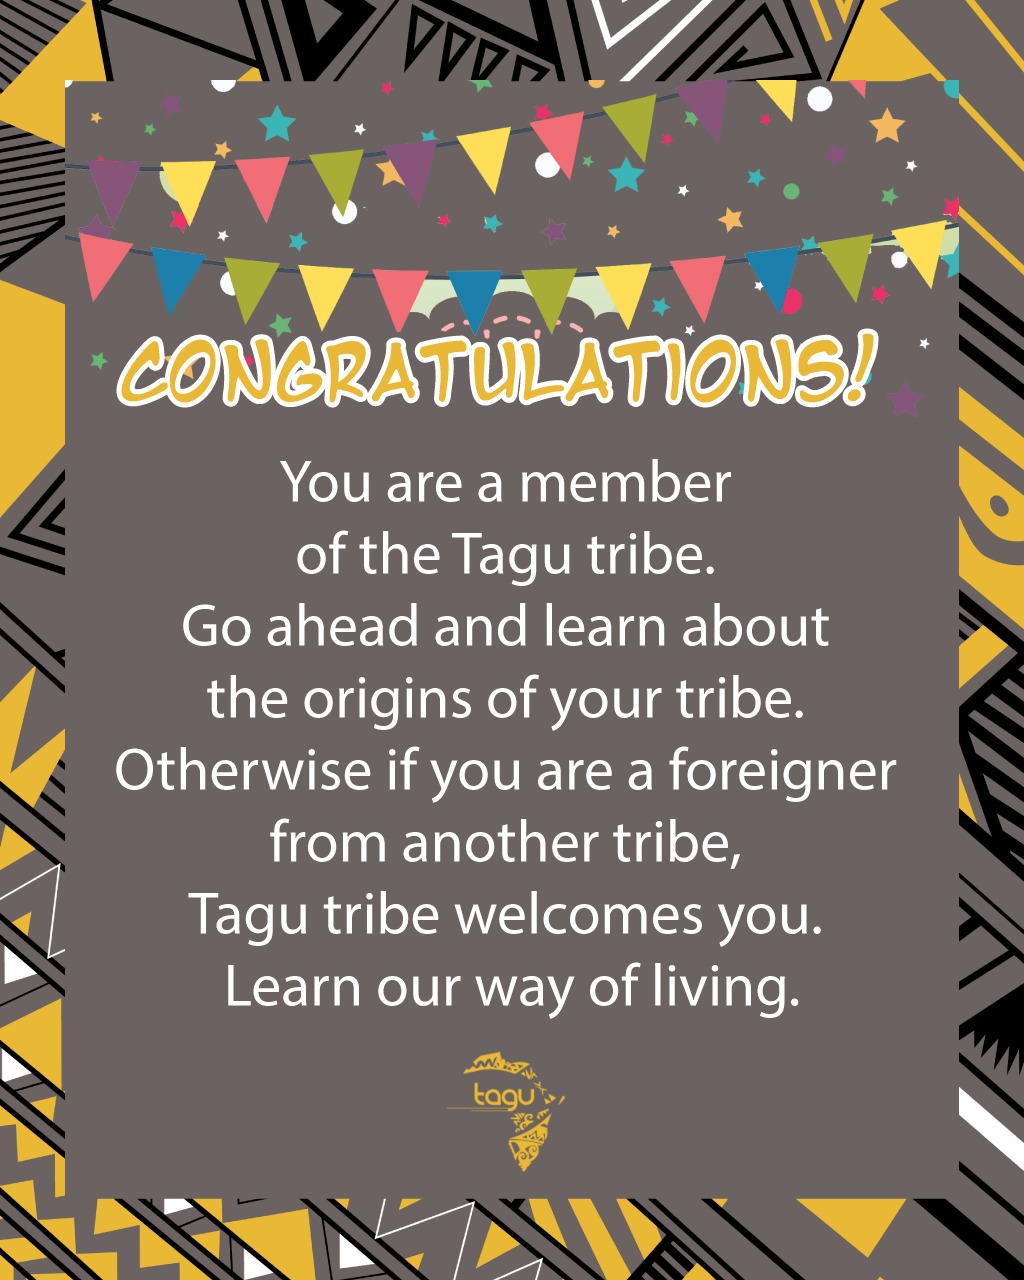 CONGRATULATIONS!
You are a member
of the Tagu tribe.
Go ahead and learn about
the origins of your tribe.
Otherwise if you are a foreigner
from another tribe,
Tagu tribe welcomes you.
Learn our way of living.
tagu